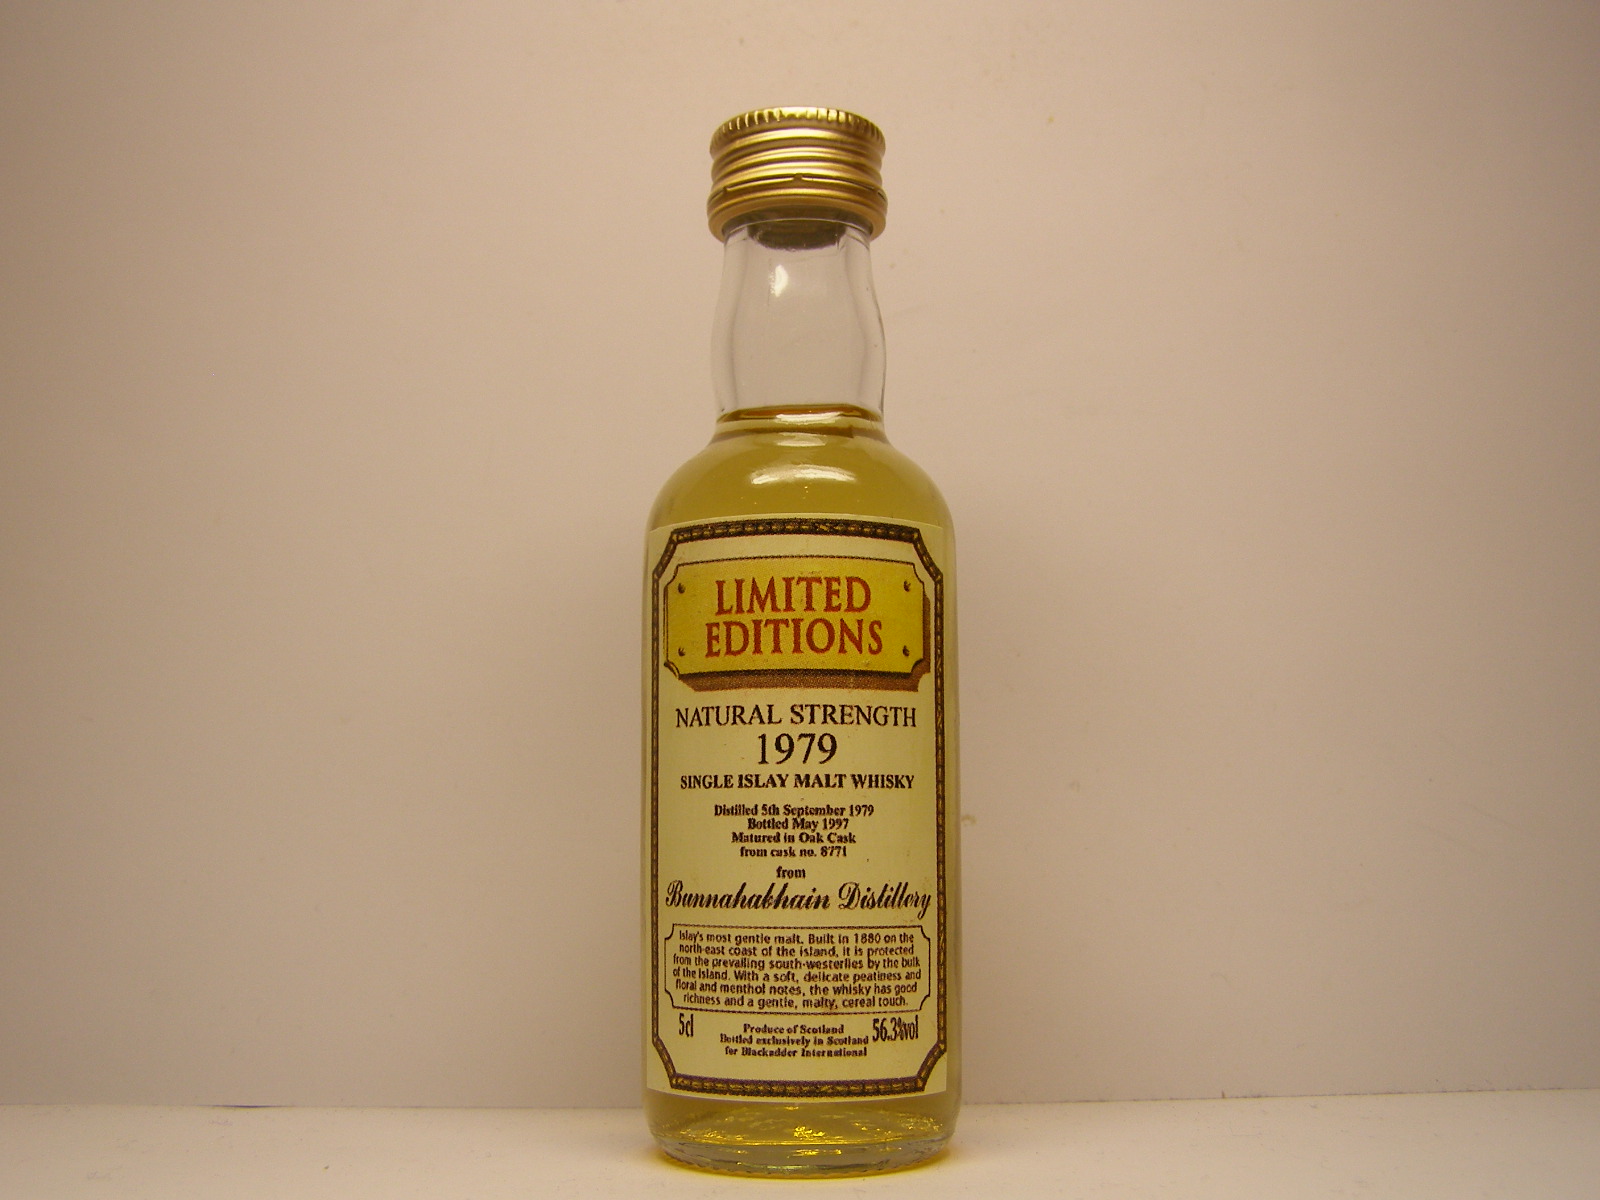 LIMITED
EDITIONS
NATURAL STRENGTH
1979
SINGLE ISLAY MALT WHISKY
Distilled 5th September 1979
Bottled May 1997
Matured in Oak Cask
from cask no. 8771
from
Bunnahabhain Distillery
Islay's most gentle malt. Built in 1880 on the
north-east coast of the island, it is protected
from the prevailing south-westerlies by the bulk
of the island. With a soft, delicate peatiness and
floral and menthol notes, the whisky has good
richness and a gentle, malty, cereal touch.
5cl
Produce of Scotland
Bottled exclusively in Scotland
for Blackadder International
56.3%vol